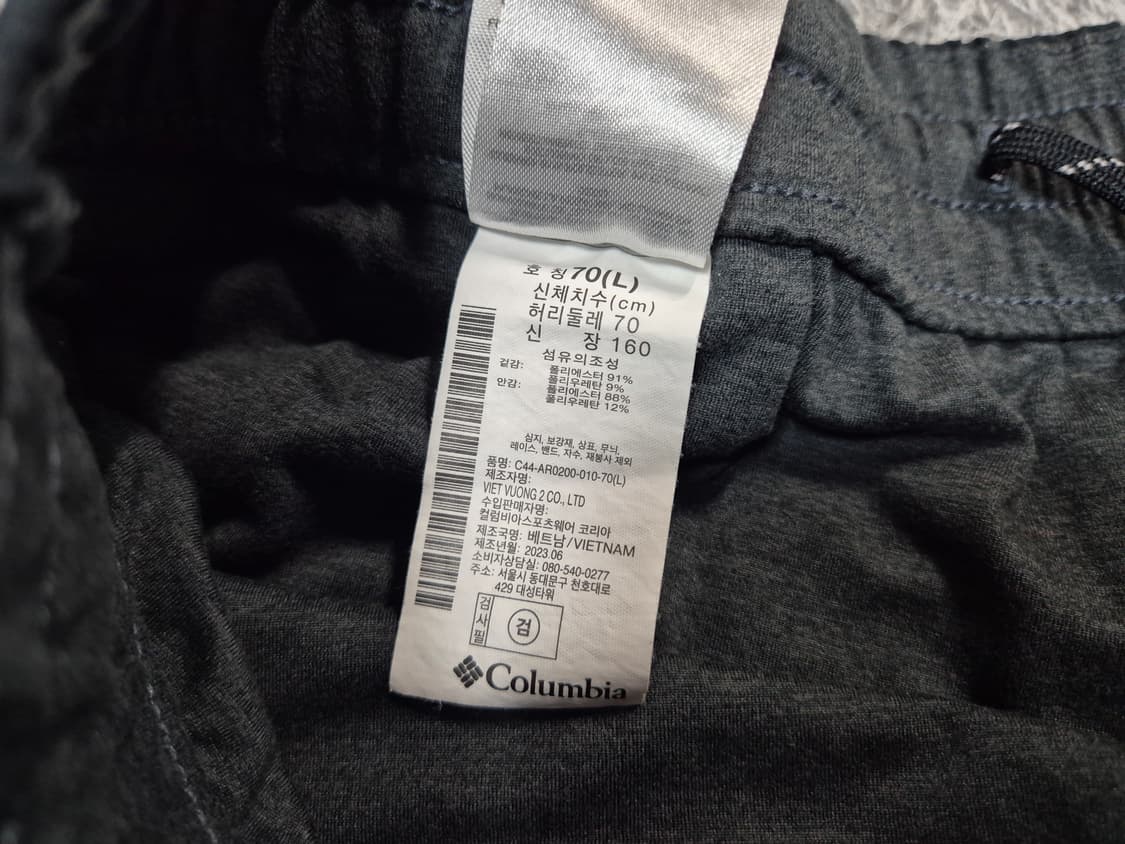 호 칭 70(L)
신체치수(cm)
허리둘레 70
신 장 160
섬유의조성
겉감: 폴리에스터 91%
폴리우레탄 9%
안감: 폴리에스터 88%
폴리우레탄 12%
심지, 보강재, 상표, 무늬,
레이스, 밴드, 자수, 재봉사 제외
품명: C44-AR0200-010-70(L)
제조자명:
VIET VUONG 2 CO., LTD
수입판매자명:
컬럼비아스포츠웨어 코리아
제조국명: 베트남/VIETNAM
제조년월: 2023.06
소비자상담실: 080-540-0277
주소: 서울시 동대문구 천호대로
429 대성타워
검사필
검
Columbia